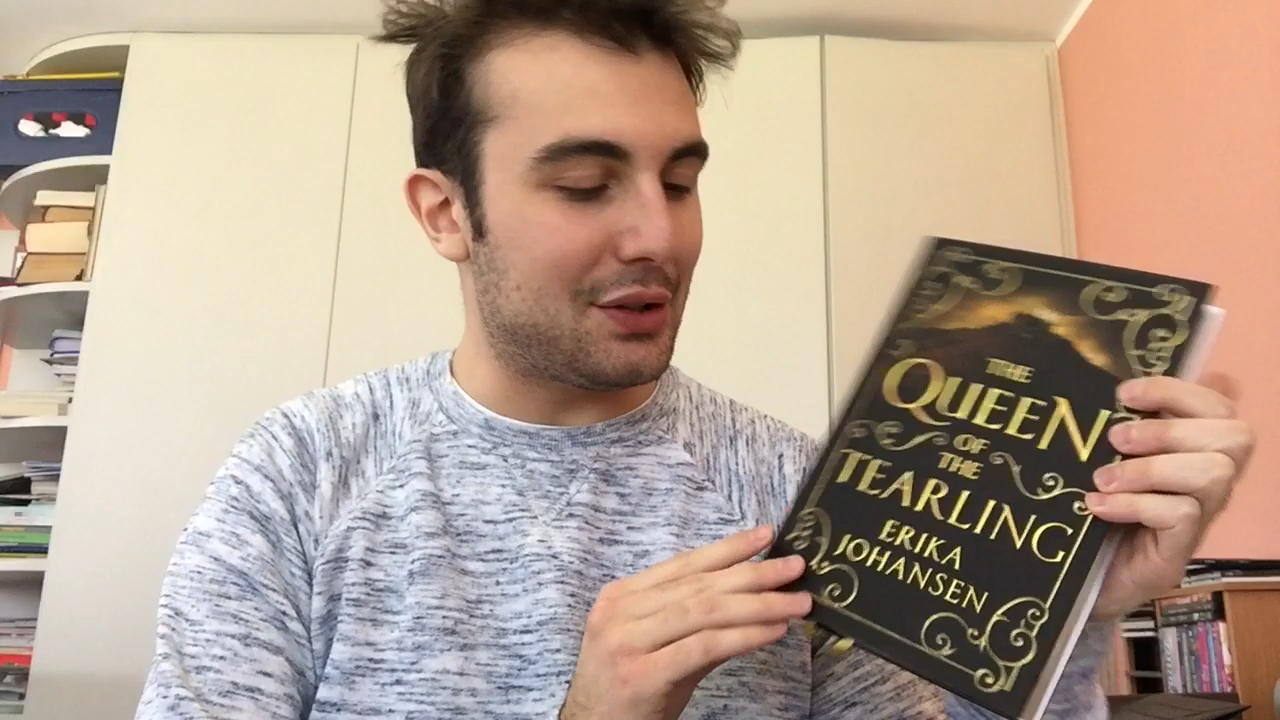 THE
QUEEN
OF
THE
TEARLING
ERIKA
JOHANSEN